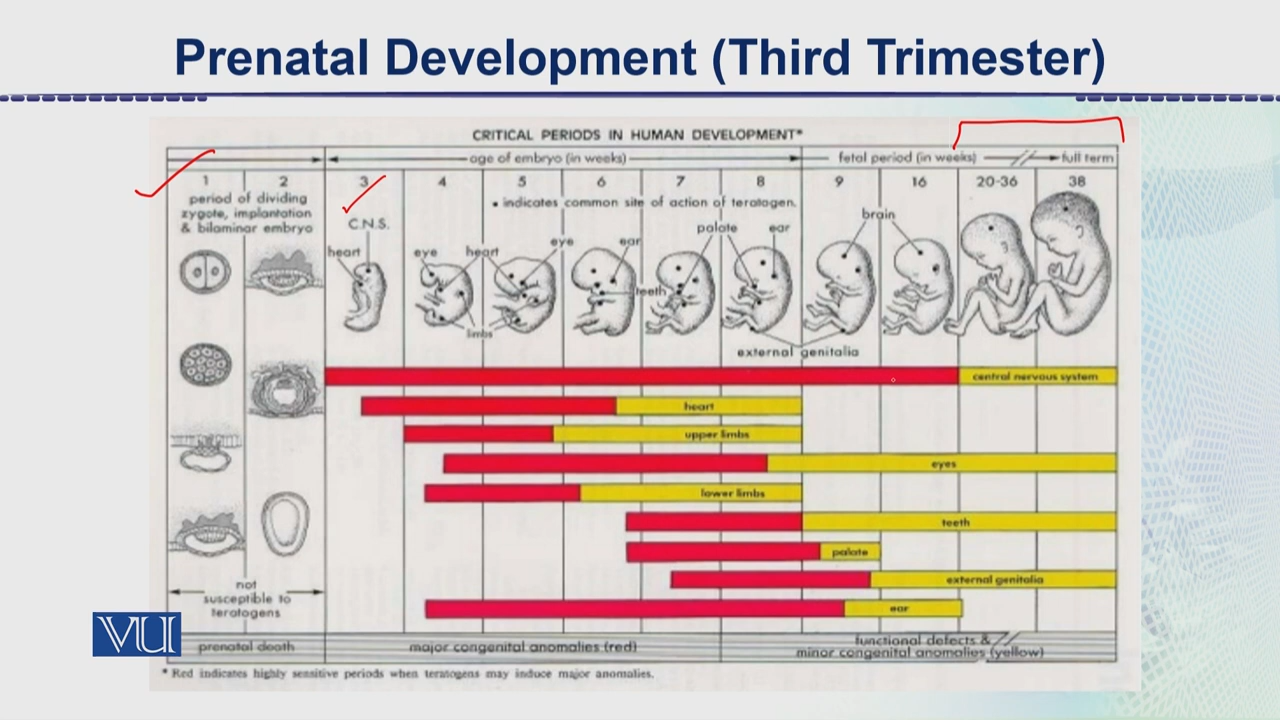 Prenatal Development (Third Trimester)
CRITICAL PERIODS IN HUMAN DEVELOPMENT*
age of embryo (in weeks)
fetal period (in weeks)
full term
1 2 3 4 5 6 7 8 9 16 20-36 38
period of dividing
zygote, implantation
& bilaminar embryo
• indicates common site of action of teratogen.
C.N.S.
heart
eye
heart
eye
ear
palate
ear
brain
teeth
limbs
external genitalia
central nervous system
heart
upper limbs
eyes
lower limbs
teeth
palate
external genitalia
ear
not
susceptible to
teratogens
VU
prenatal death
major congenital anomalies (red)
functional defects &
minor congenital anomalies (yellow)
* Red indicates highly sensitive periods when teratogens may induce major anomalies.